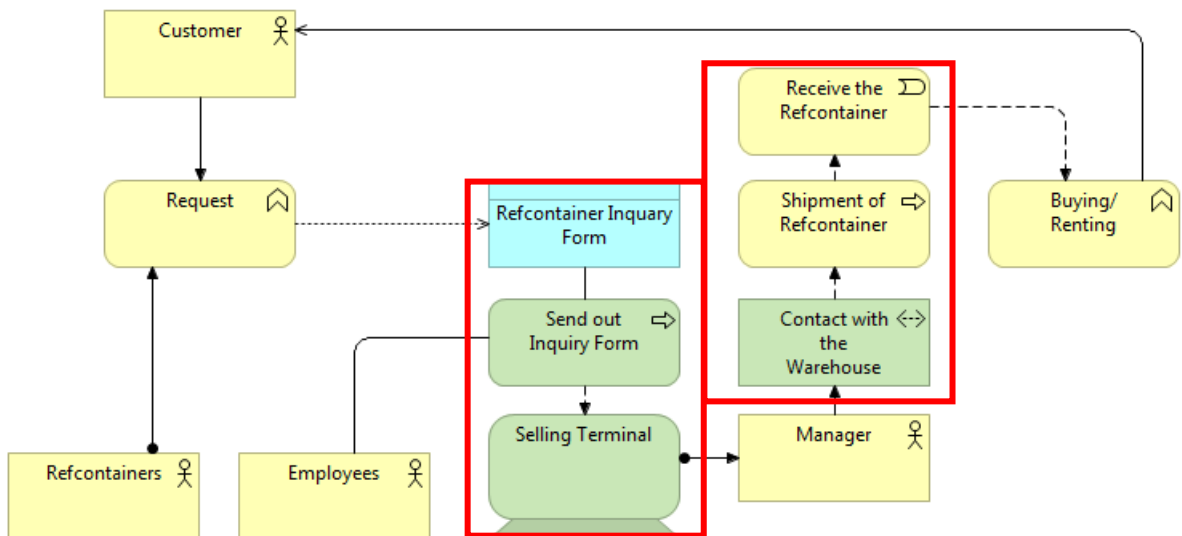 Customer
Receive the
Refcontainer
Request
Refcontainer Inquary
Form
Shipment of
Refcontainer
Buying/
Renting
Send out
Inquiry Form
Contact with
the
Warehouse
Selling Terminal
Manager
Refcontainers
Employees